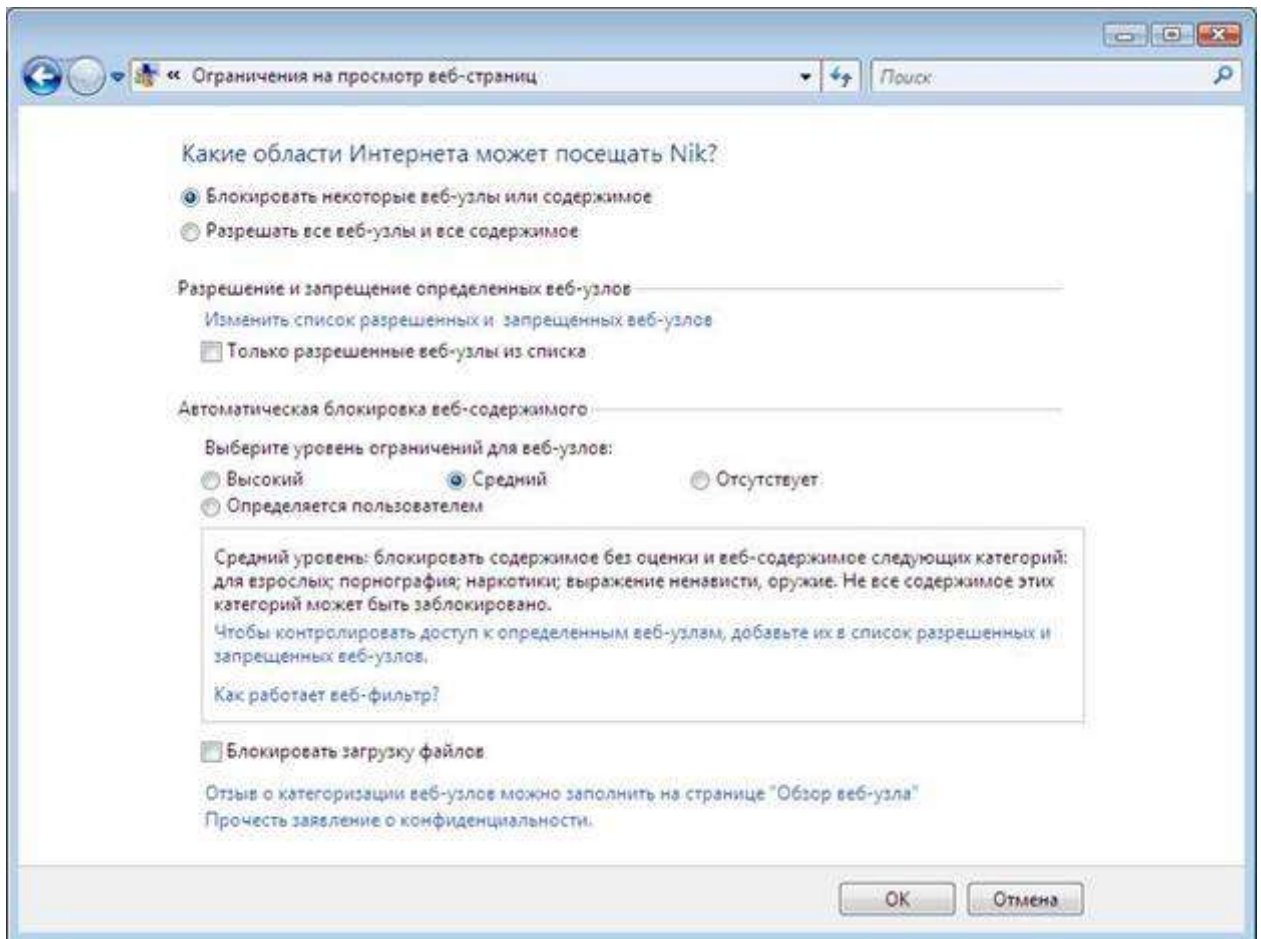 « Ограничения на просмотр веб-страниц
Поиск
Какие области Интернета может посещать Nik?
Блокировать некоторые веб-узлы или содержимое
Разрешать все веб-узлы и все содержимое
Разрешение и запрещение определенных веб-узлов
Изменить список разрешенных и запрещенных веб-узлов
Только разрешенные веб-узлы из списка
Автоматическая блокировка веб-содержимого
Выберите уровень ограничений для веб-узлов:
Высокий Средний Отсутствует
Определяется пользователем
Средний уровень: блокировать содержимое без оценки и веб-содержимое следующих категорий:
для взрослых; порнография; наркотики; выражение ненависти, оружие. Не все содержимое этих
категорий может быть заблокировано.
Чтобы контролировать доступ к определенным веб-узлам, добавьте их в список разрешенных и
запрещенных веб-узлов.
Как работает веб-фильтр?
Блокировать загрузку файлов
Отзыв о категоризации веб-узлов можно заполнить на странице "Обзор веб-узла"
Прочесть заявление о конфиденциальности.
OK Отмена